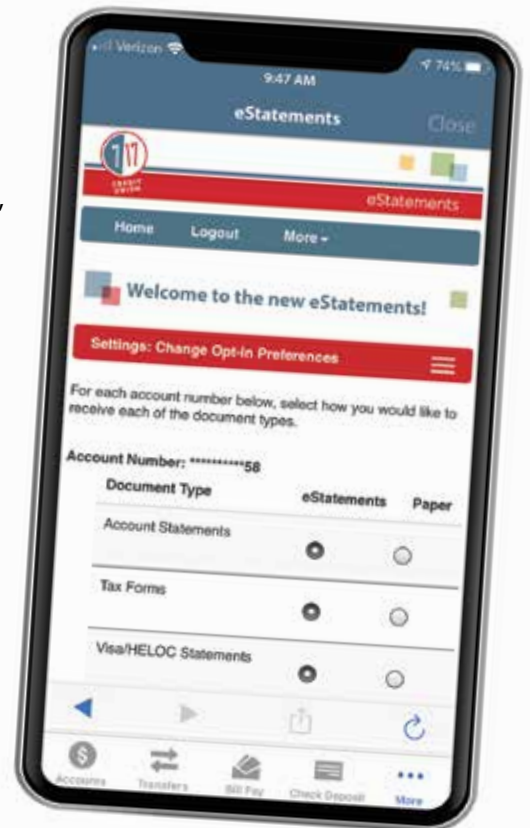 Verizon
74%
9:47 AM
eStatements
Close
717
CREDIT
UNION
eStatements
Home Logout More
Welcome to the new eStatements!
Settings: Change Opt-In Preferences
For each account number below, select how you would like to
receive each of the document types.
Account Number: **********58
Document Type eStatements Paper
Account Statements
Tax Forms
Visa/HELOC Statements
Accounts Transfers Bill Pay Check Deposit More